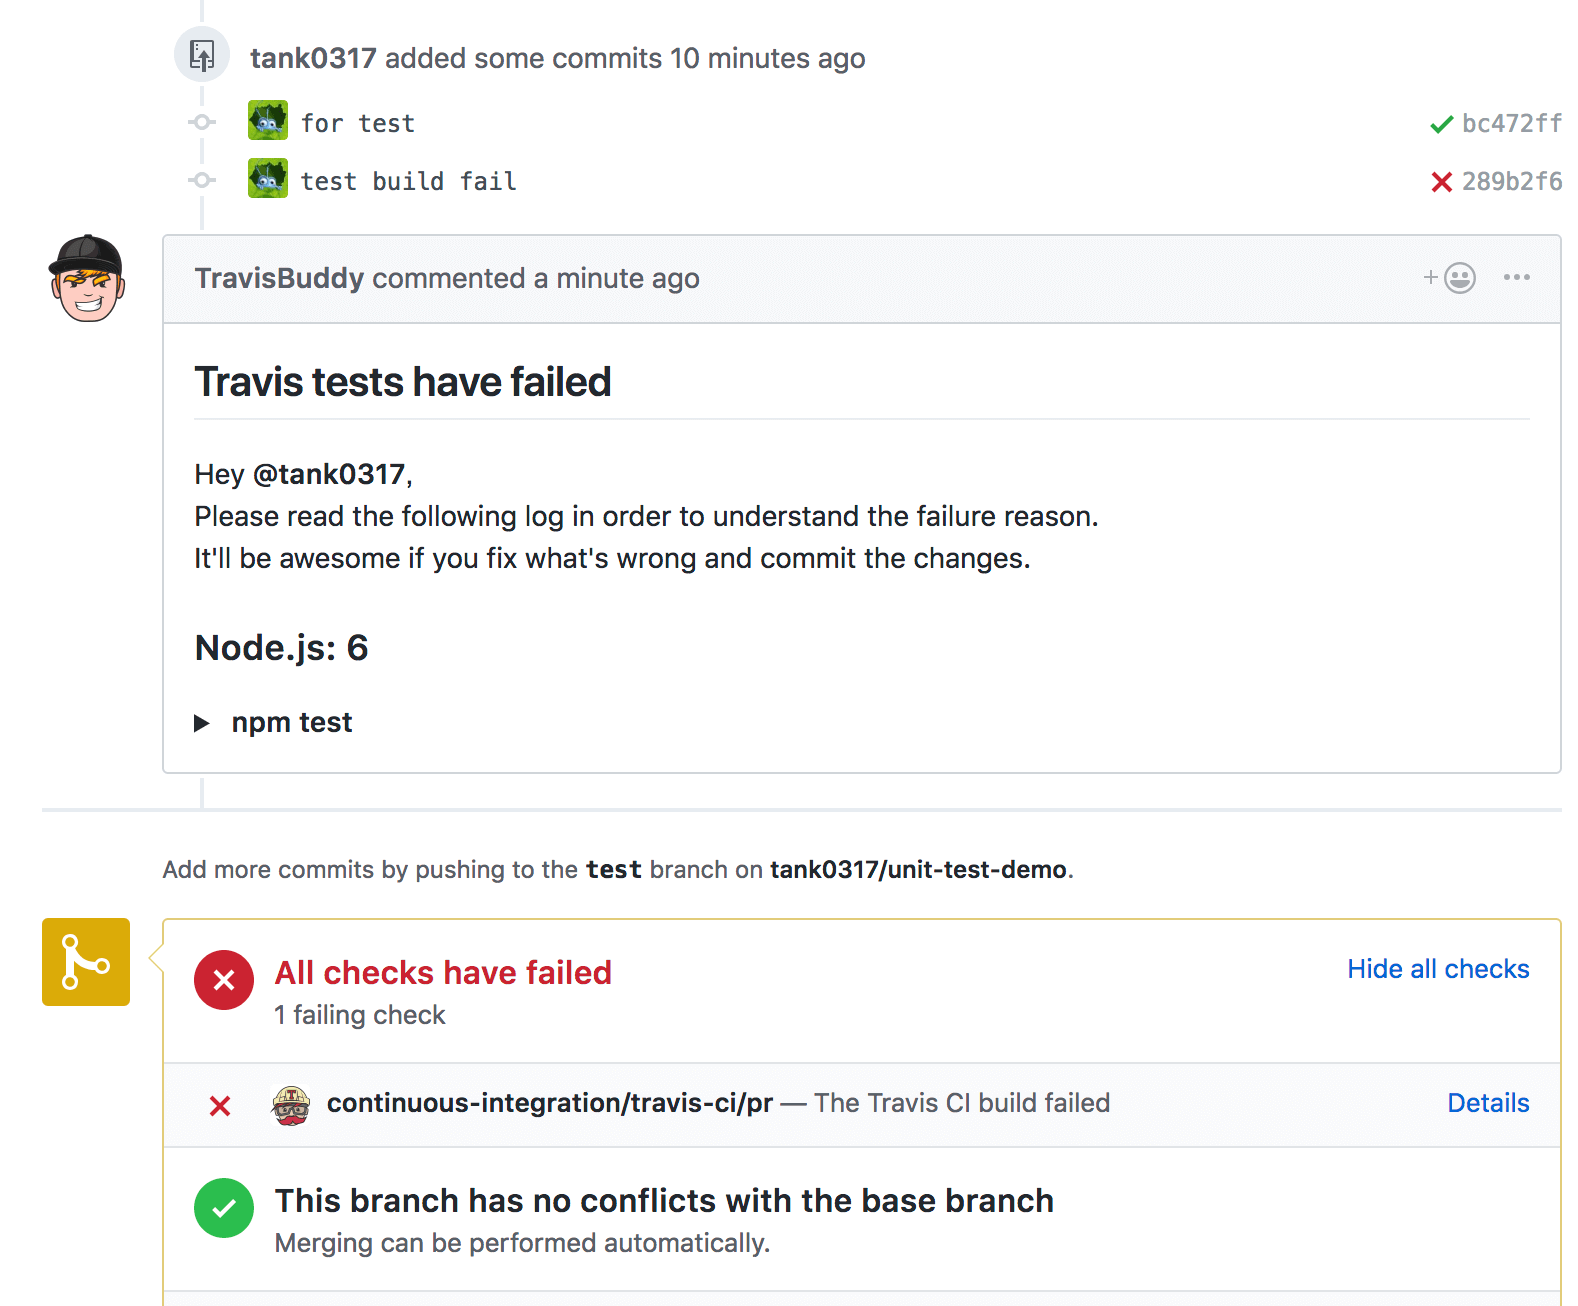 tank0317 added some commits 10 minutes ago
for test bc472ff
test build fail 289b2f6
TravisBuddy commented a minute ago
Travis tests have failed
Hey @tank0317,
Please read the following log in order to understand the failure reason.
It'll be awesome if you fix what's wrong and commit the changes.
Node.js: 6
npm test
Add more commits by pushing to the test branch on tank0317/unit-test-demo.
All checks have failed Hide all checks
1 failing check
continuous-integration/travis-ci/pr — The Travis CI build failed Details
This branch has no conflicts with the base branch
Merging can be performed automatically.